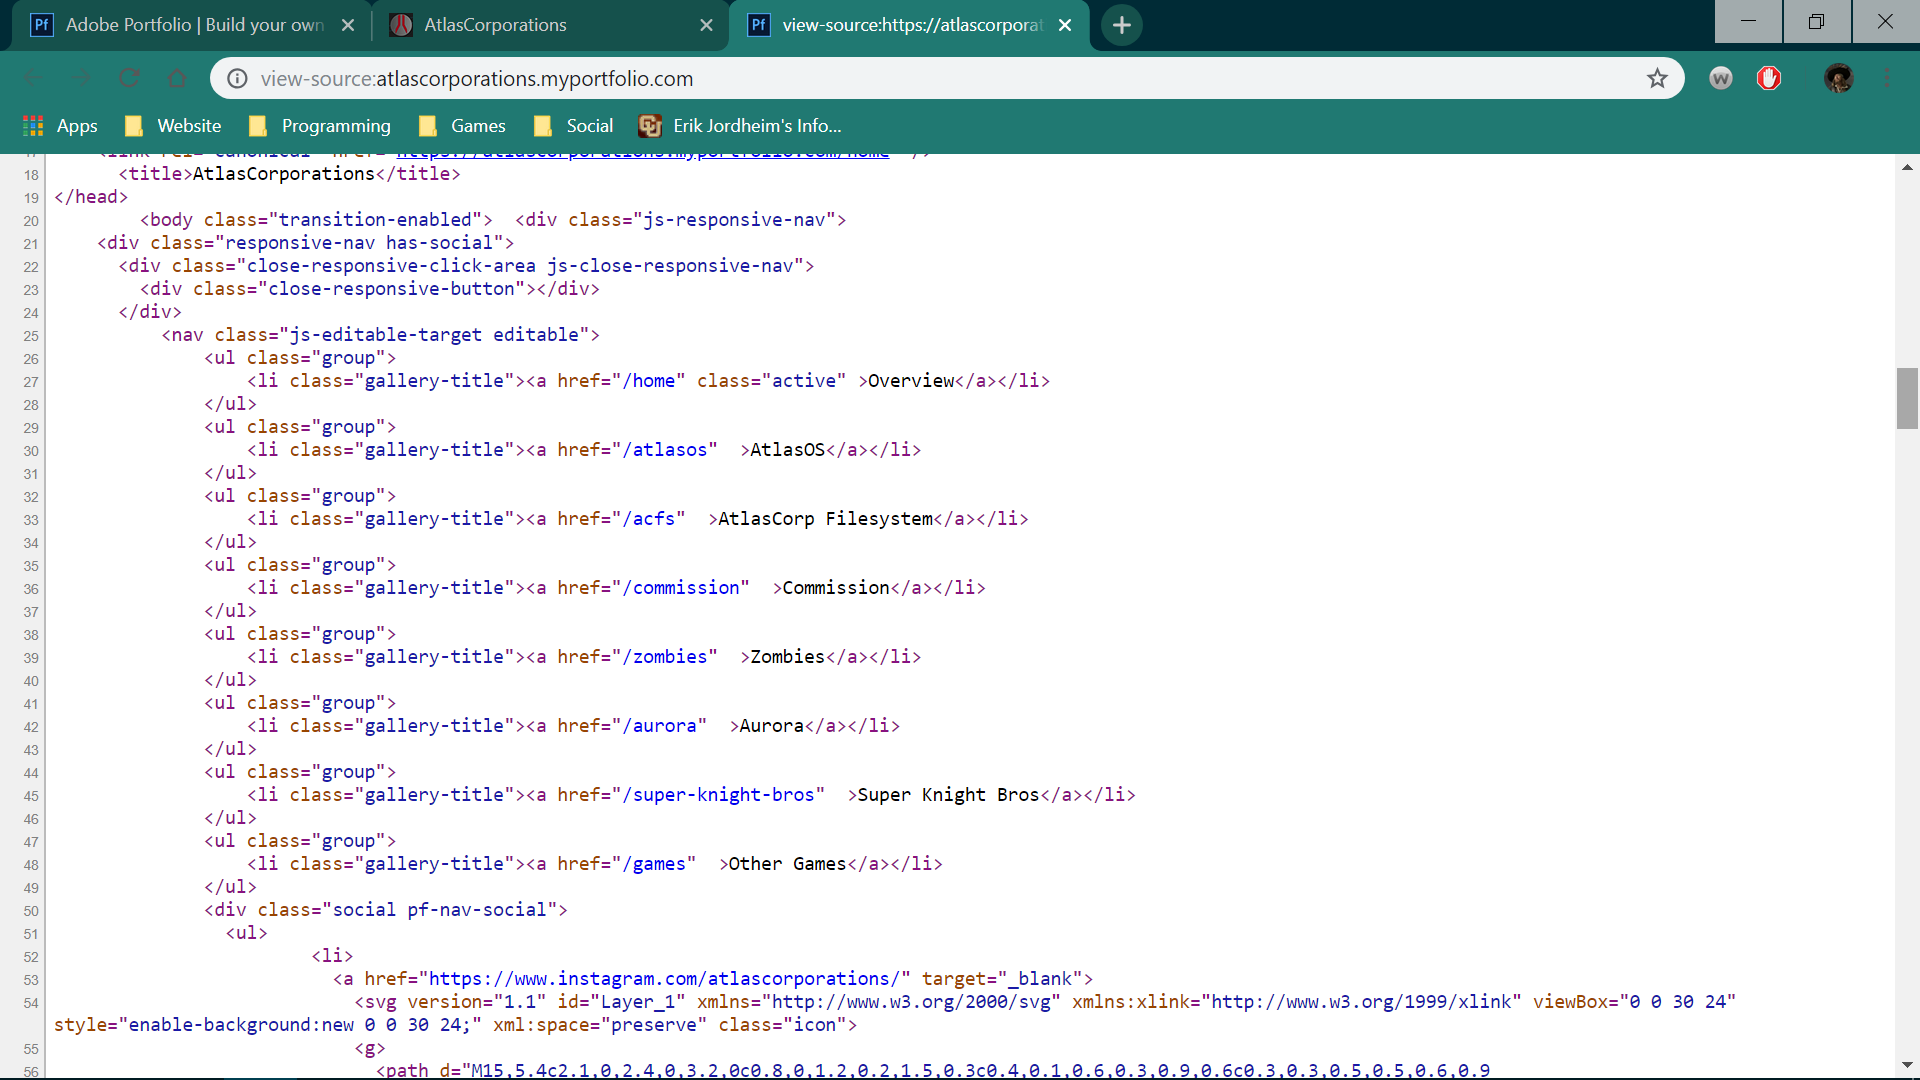 Adobe Portfolio | Build your own
AtlasCorporations
view-source:https://atlascorporat
view-source:atlascorporations.myportfolio.com
Apps
Website
Programming
Games
Social
Erik Jordheim's Info...
17 <link rel="canonical" href="https://atlascorporations.myportfolio.com/home" />
18 <title>AtlasCorporations</title>
19 </head>
20 <body class="transition-enabled">  <div class="js-responsive-nav">
21 <div class="responsive-nav has-social">
22 <div class="close-responsive-click-area js-close-responsive-nav">
23 <div class="close-responsive-button"></div>
24 </div>
25 <nav class="js-editable-target editable">
26 <ul class="group">
27 <li class="gallery-title"><a href="/home" class="active" >Overview</a></li>
28 </ul>
29 <ul class="group">
30 <li class="gallery-title"><a href="/atlasos"  >AtlasOS</a></li>
31 </ul>
32 <ul class="group">
33 <li class="gallery-title"><a href="/acfs"  >AtlasCorp Filesystem</a></li>
34 </ul>
35 <ul class="group">
36 <li class="gallery-title"><a href="/commission"  >Commission</a></li>
37 </ul>
38 <ul class="group">
39 <li class="gallery-title"><a href="/zombies"  >Zombies</a></li>
40 </ul>
41 <ul class="group">
42 <li class="gallery-title"><a href="/aurora"  >Aurora</a></li>
43 </ul>
44 <ul class="group">
45 <li class="gallery-title"><a href="/super-knight-bros"  >Super Knight Bros</a></li>
46 </ul>
47 <ul class="group">
48 <li class="gallery-title"><a href="/games"  >Other Games</a></li>
49 </ul>
50 <div class="social pf-nav-social">
51 <ul>
52 <li>
53 <a href="https://www.instagram.com/atlascorporations/" target="_blank">
54 <svg version="1.1" id="Layer_1" xmlns="http://www.w3.org/2000/svg" xmlns:xlink="http://www.w3.org/1999/xlink" viewBox="0 0 30 24"
style="enable-background:new 0 0 30 24;" xml:space="preserve" class="icon">
55 <g>
56 <path d="M15,5.4c2.1,0,2.4,0,3.2,0c0.8,0,1.2,0.2,1.5,0.3c0.4,0.1,0.6,0.3,0.9,0.6c0.3,0.3,0.5,0.5,0.6,0.9